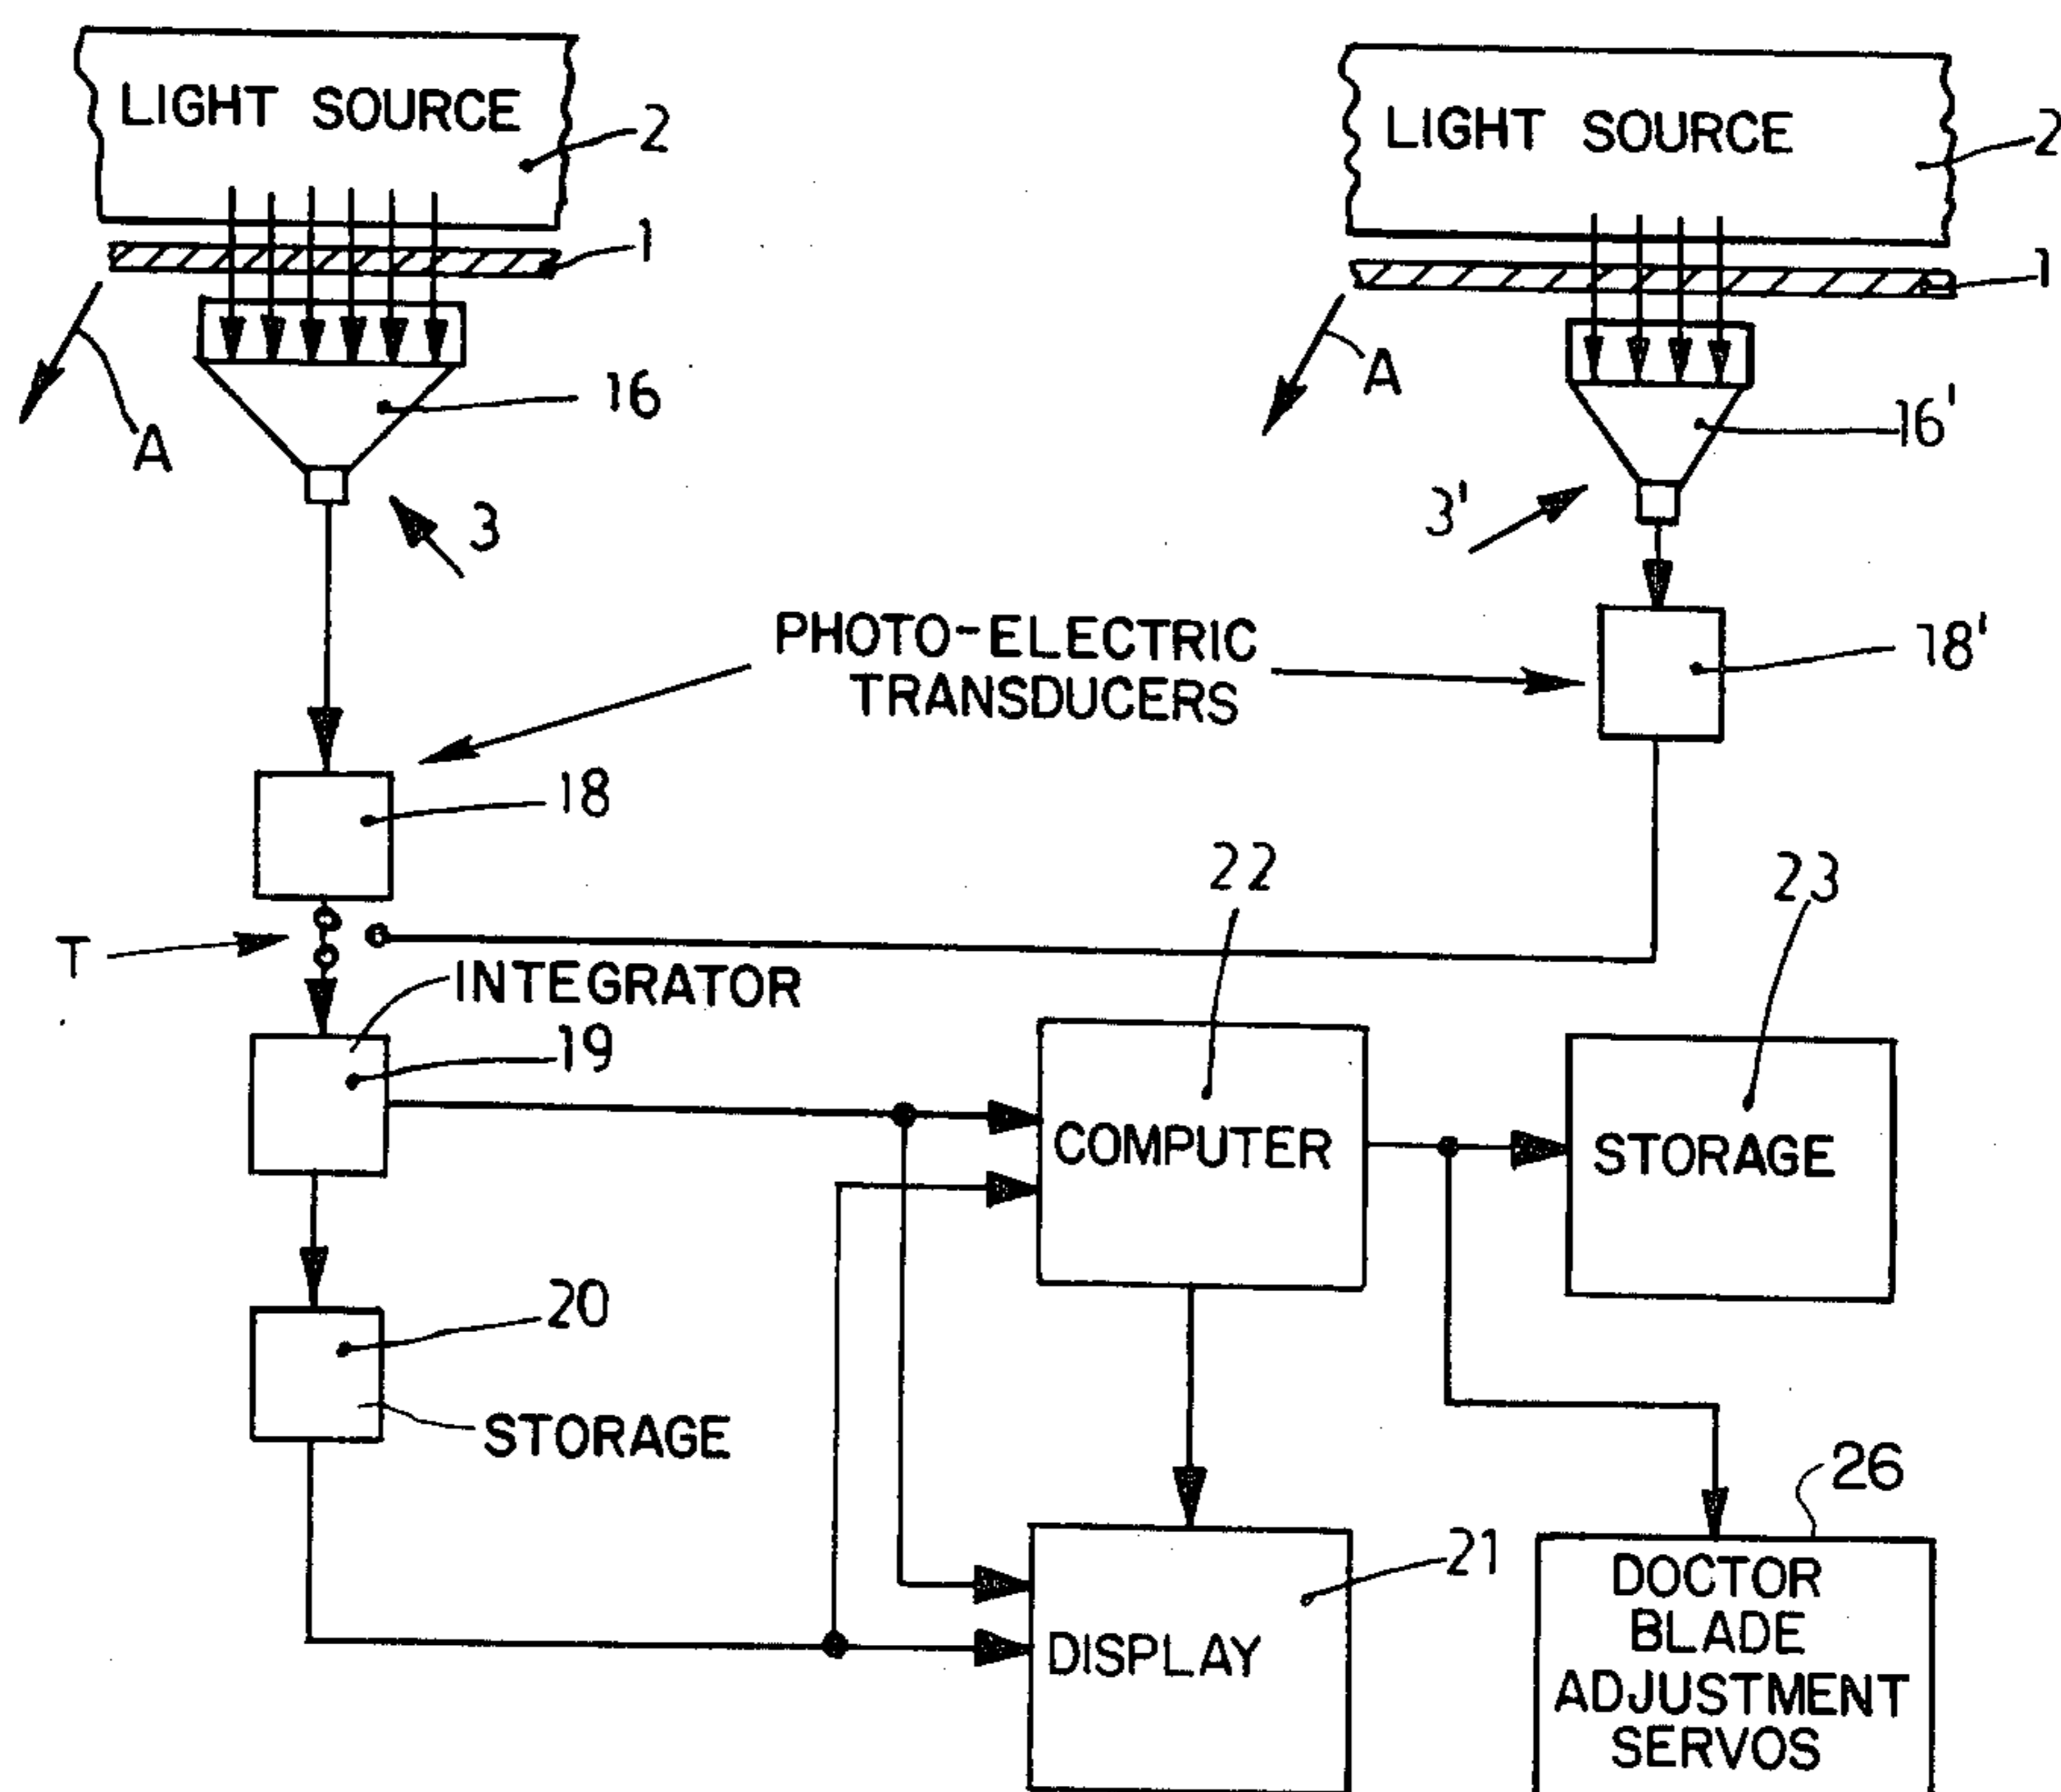 LIGHT SOURCE
2
LIGHT SOURCE
2
1
1
A
16
A
16'
3
3'
PHOTO-ELECTRIC
TRANSDUCERS
18'
18
22
23
T
INTEGRATOR
19
COMPUTER
STORAGE
20
STORAGE
26
21
DISPLAY
DOCTOR
BLADE
ADJUSTMENT
SERVOS